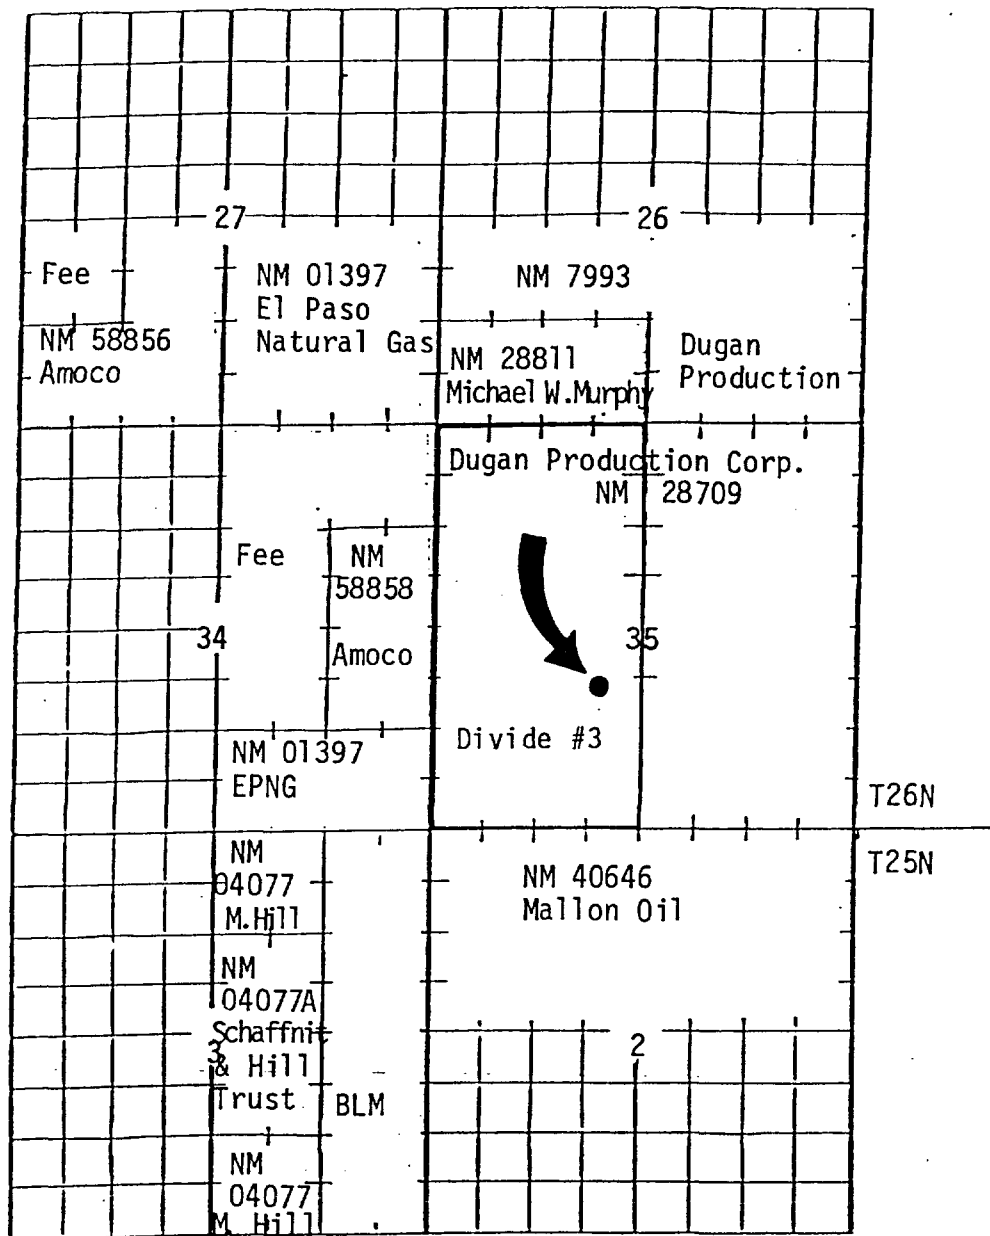 27
26
Fee
NM 58856
Amoco
NM 01397
El Paso
Natural Gas
NM 7993
NM 28811
Michael W.Murphy
Dugan
Production
Dugan Production Corp.
NM 28709
Fee
NM
58858
Amoco
34
35
Divide #3
NM 01397
EPNG
T26N
T25N
NM
04077
M.Hill
NM 40646
Mallon Oil
NM
04077A
Schaffnit
& Hill
Trust
3
2
BLM
NM
04077
M. Hill